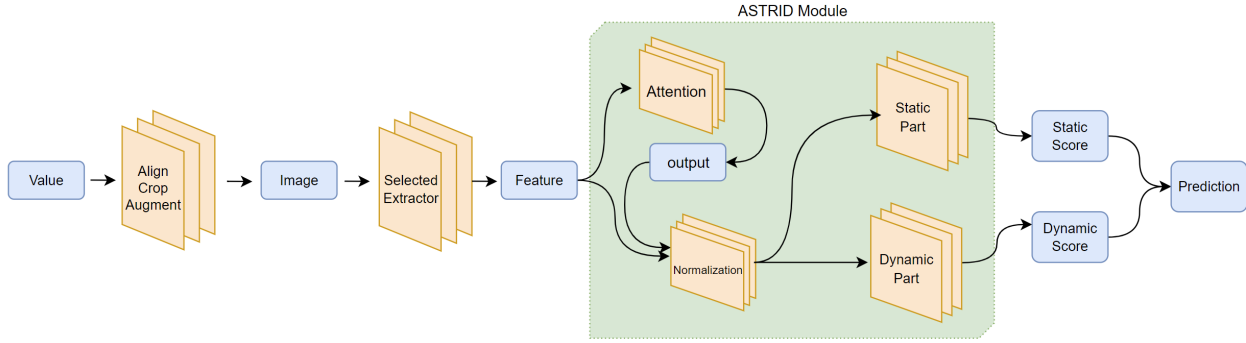 ASTRID Module
Value
Align
Crop
Augment
Image
Selected
Extractor
Feature
Attention
output
Normalization
Static
Part
Dynamic
Part
Static
Score
Dynamic
Score
Prediction